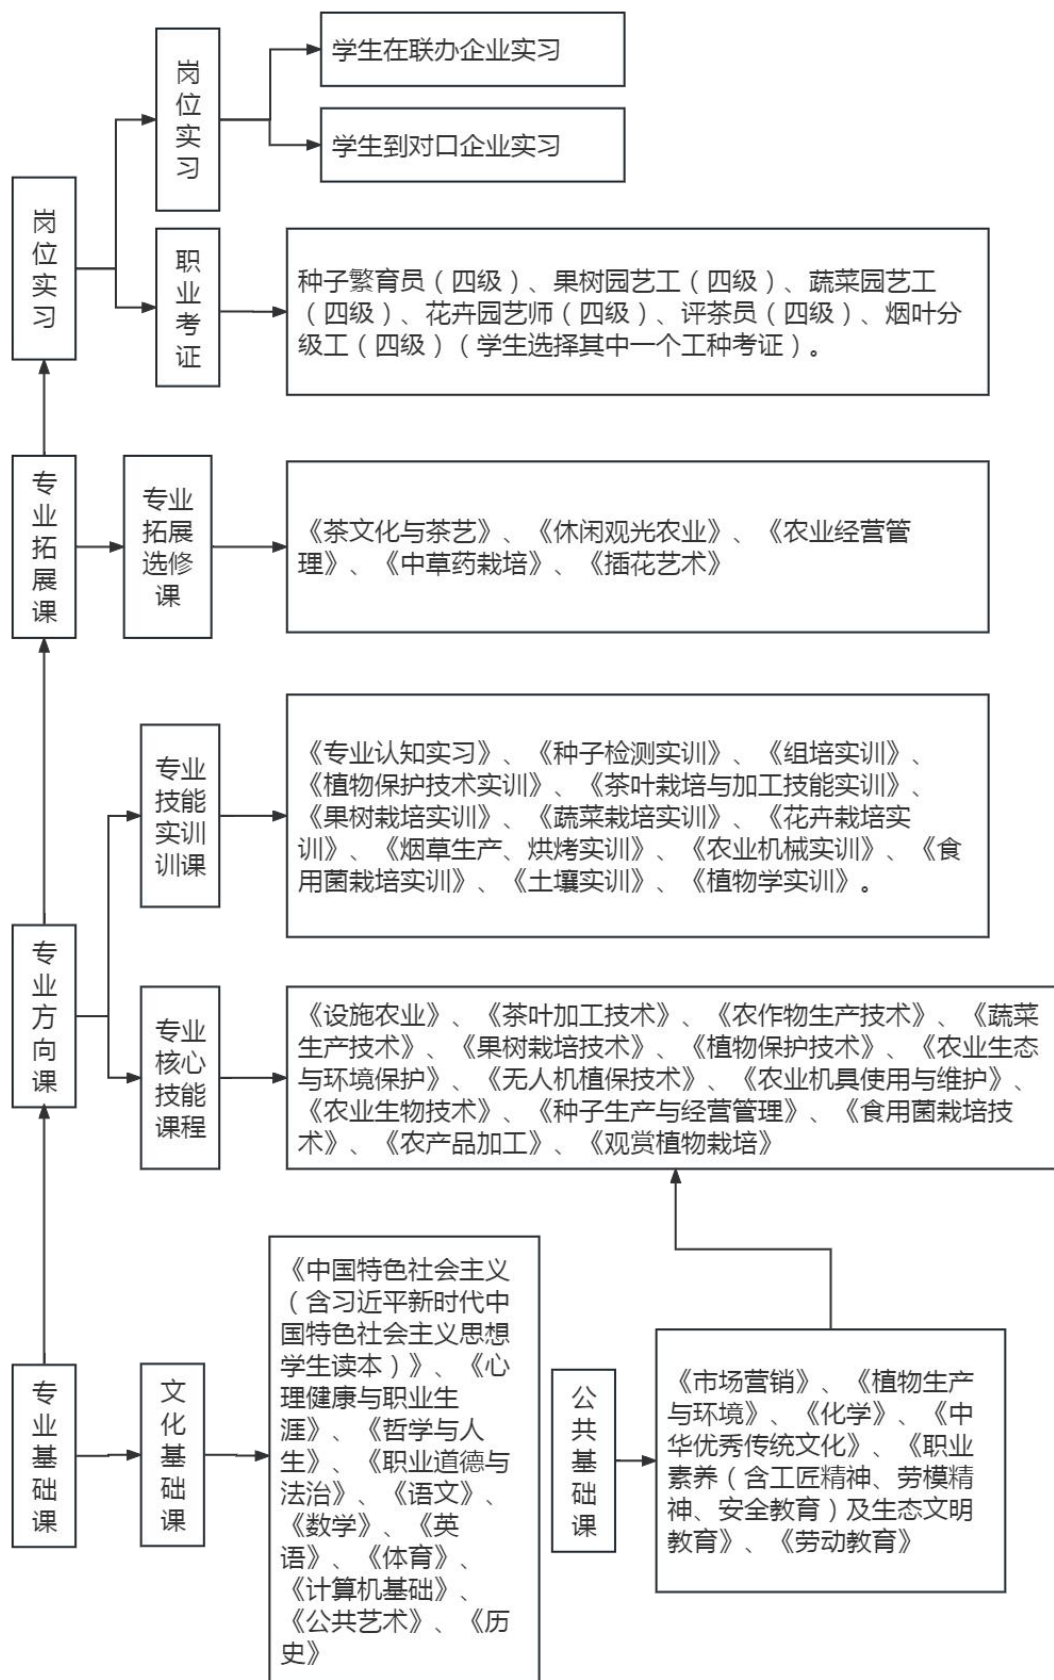 岗位实习
岗位实习
学生在联办企业实习
学生到对口企业实习
职业考证
种子繁育员（四级）、果树园艺工（四级）、蔬菜园艺工
（四级）、花卉园艺师（四级）、评茶员（四级）、烟叶分
级工（四级）（学生选择其中一个工种考证）。
专业拓展课
专业
拓展
选修
课
《茶文化与茶艺》、《休闲观光农业》、《农业经营管
理》、《中草药栽培》、《插花艺术》
专业方向课
专业
技能
实训
训课
《专业认知实习》、《种子检测实训》、《组培实训》、
《植物保护技术实训》、《茶叶栽培与加工技能实训》、
《果树栽培实训》、《蔬菜栽培实训》、《花卉栽培实
训》、《烟草生产、烘烤实训》、《农业机械实训》、《食
用菌栽培实训》、《土壤实训》、《植物学实训》。
专业
核心
技能
课程
《设施农业》、《茶叶加工技术》、《农作物生产技术》、《蔬菜
生产技术》、《果树栽培技术》、《植物保护技术》、《农业生态
与环境保护》、《无人机植保技术》、《农业机具使用与维护》、
《农业生物技术》、《种子生产与经营管理》、《食用菌栽培技
术》、《农产品加工》、《观赏植物栽培》
专业基础课
文化基础课
《中国特色社会主义
（含习近平新时代中
国特色社会主义思想
学生读本）》、《心
理健康与职业生
涯》、《哲学与人
生》、《职业道德与
法治》、《语文》、
《数学》、《英
语》、《体育》、
《计算机基础》、
《公共艺术》、《历
史》
公共基础课
《市场营销》、《植物生产
与环境》、《化学》、《中
华优秀传统文化》、《职业
素养（含工匠精神、劳模精
神、安全教育）及生态文明
教育》、《劳动教育》